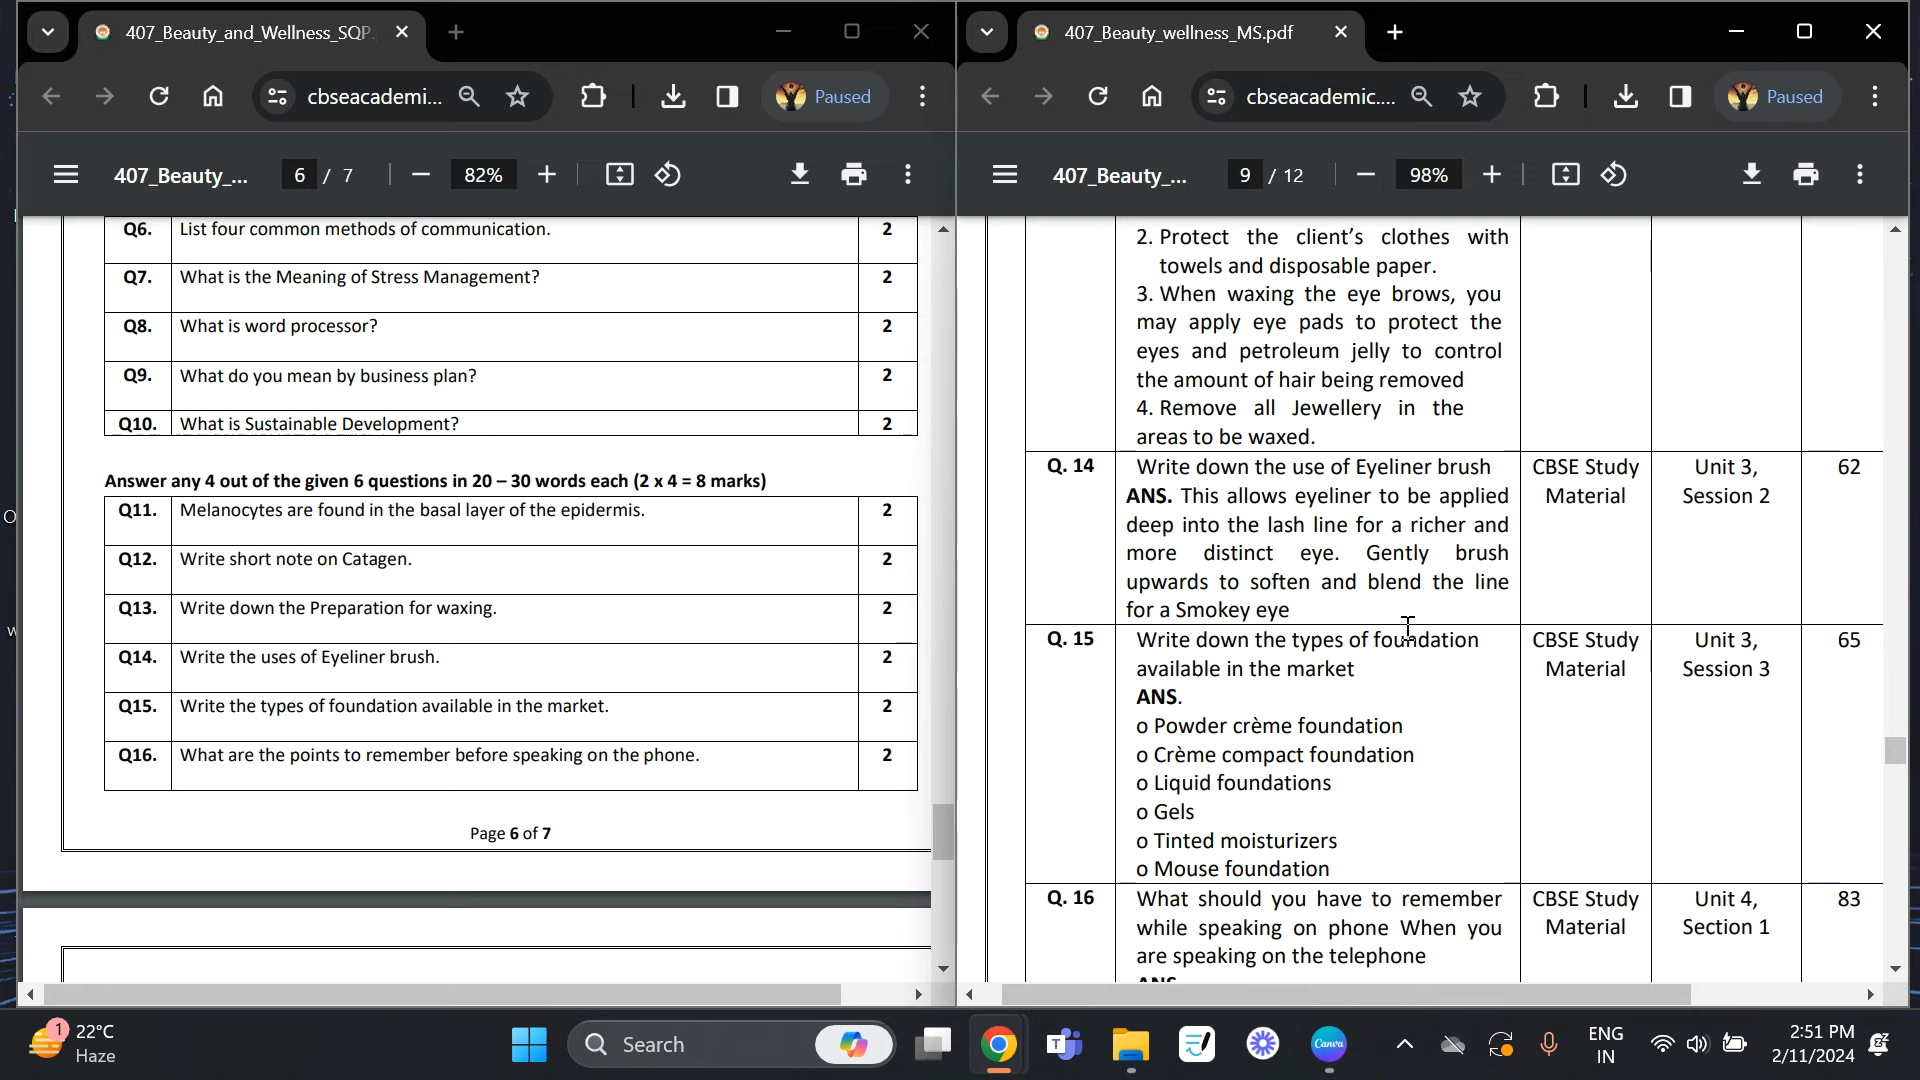 407_Beauty_and_Wellness_SQP
cbseacademi...
Paused
407_Beauty_...
6 / 7
82%
Q6. List four common methods of communication. 2
Q7. What is the Meaning of Stress Management? 2
Q8. What is word processor? 2
Q9. What do you mean by business plan? 2
Q10. What is Sustainable Development? 2
Answer any 4 out of the given 6 questions in 20 – 30 words each (2 x 4 = 8 marks)
Q11. Melanocytes are found in the basal layer of the epidermis. 2
Q12. Write short note on Catagen. 2
Q13. Write down the Preparation for waxing. 2
Q14. Write the uses of Eyeliner brush. 2
Q15. Write the types of foundation available in the market. 2
Q16. What are the points to remember before speaking on the phone. 2
Page 6 of 7
407_Beauty_wellness_MS.pdf
cbseacademic....
Paused
407_Beauty_...
9 / 12
98%
2. Protect the client’s clothes with
towels and disposable paper.
3. When waxing the eye brows, you
may apply eye pads to protect the
eyes and petroleum jelly to control
the amount of hair being removed
4. Remove all Jewellery in the
areas to be waxed.
Q. 14 Write down the use of Eyeliner brush CBSE Study Unit 3, 62
ANS. This allows eyeliner to be applied Material Session 2
deep into the lash line for a richer and
more distinct eye. Gently brush
upwards to soften and blend the line
for a Smokey eye
Q. 15 Write down the types of foundation CBSE Study Unit 3, 65
available in the market Material Session 3
ANS.
o Powder crème foundation
o Crème compact foundation
o Liquid foundations
o Gels
o Tinted moisturizers
o Mouse foundation
Q. 16 What should you have to remember CBSE Study Unit 4, 83
while speaking on phone When you Material Section 1
are speaking on the telephone
ANS
1
22°C
Haze
Search
T
Canva
ENG
IN
2:51 PM
2/11/2024